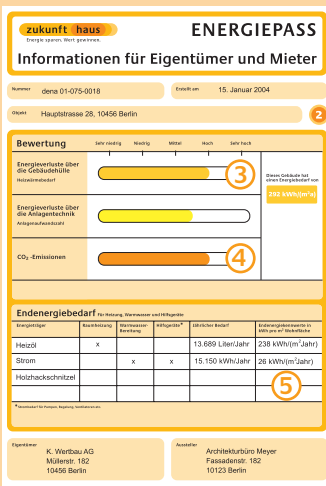 zukunft haus
Energie sparen. Wert gewinnen.
ENERGIEPASS
Informationen für Eigentümer und Mieter
Nummer dena 01-075-0018
Erstellt am 15. Januar 2004
Objekt Hauptstrasse 28, 10456 Berlin
2
Bewertung
Sehr niedrig Niedrig Mittel Hoch Sehr hoch
Energieverluste über
die Gebäudehülle
Heizwärmebedarf
3
Dieses Gebäude hat
einen Energiebedarf von
292 kWh/(m²a)
Energieverluste über
die Anlagentechnik
Anlagenaufwandszahl
CO₂ -Emissionen
4
Endenergiebedarf für Heizung, Warmwasser und Hilfsgeräte
Energieträger Raumheizung Warmwasser-
Bereitung Hilfsgeräte* Jährlicher Bedarf Endenergiekennwerte in
kWh pro m² Wohnfläche
Heizöl x 13.689 Liter/Jahr 238 kWh/(m²Jahr)
Strom x x 15.150 kWh/Jahr 26 kWh/(m²Jahr)
Holzhackschnitzel
5
Eigentümer
K. Wertbau AG
Müllerstr. 182
10456 Berlin
Aussteller
Architekturbüro Meyer
Fassadenstr. 182
10123 Berlin